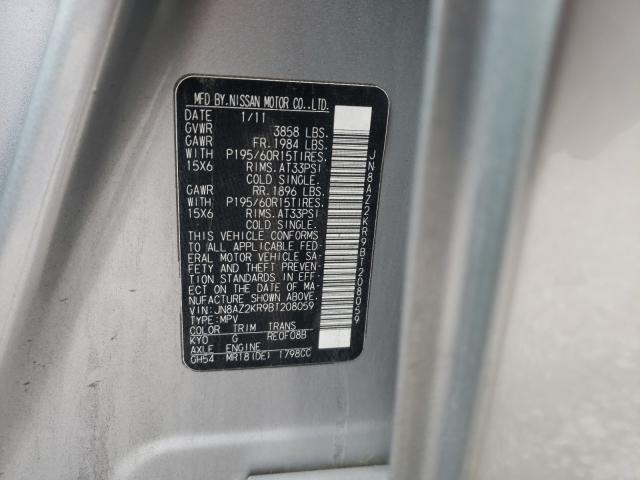 MFD BY.NISSAN MOTOR CO.,LTD.
DATE 1/11
GVWR 3858 LBS.
GAWR FR.1984 LBS.
WITH P195/60R15TIRES.
15X6 RIMS.AT33PSI
COLD SINGLE.
GAWR RR.1896 LBS.
WITH P195/60R15TIRES.
15X6 RIMS.AT33PSI
COLD SINGLE.
THIS VEHICLE CONFORMS
TO ALL APPLICABLE FED-
ERAL MOTOR VEHICLE SA-
FETY AND THEFT PREVEN-
TION STANDARDS IN EFF-
ECT ON THE DATE OF MA-
NUFACTURE SHOWN ABOVE.
VIN:JN8AZ2KR9BT208059
TYPE:MPV
COLOR TRIM TRANS
KY0 G RE0F08B
AXLE ENGINE
GH54 MR18(DE) 1798CC
JN8AZ2KR9BT208059